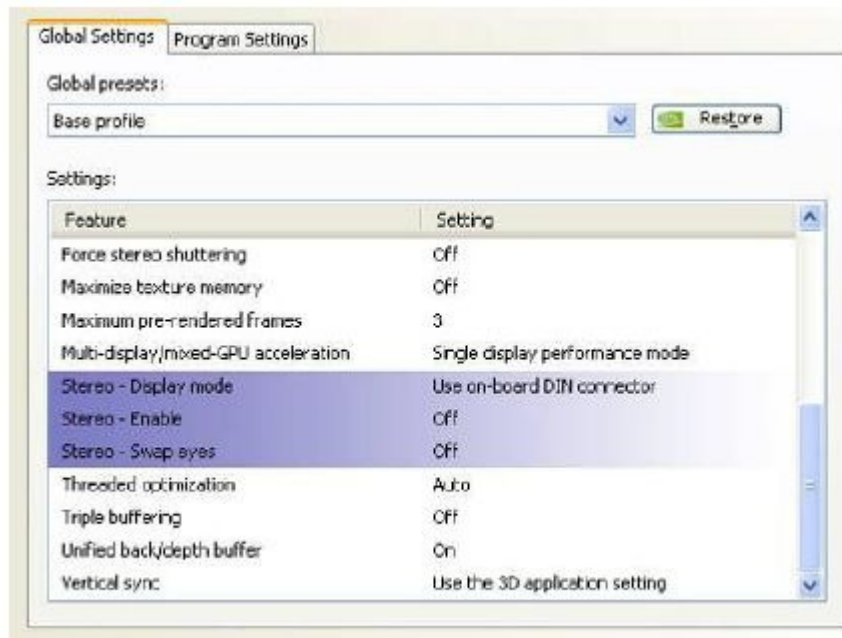 Global Settings Program Settings
Global presets:
Base profile Restore
Settings:
Feature Setting
Force stereo shuttering Off
Maximize texture memory Off
Maximum pre-rendered frames 3
Multi-display/mixed-GPU acceleration Single display performance mode
Stereo - Display mode Use on-board DIN connector
Stereo - Enable Off
Stereo - Swap eyes Off
Threaded optimization Auto
Triple buffering Off
Unified back/depth buffer On
Vertical sync Use the 3D application setting